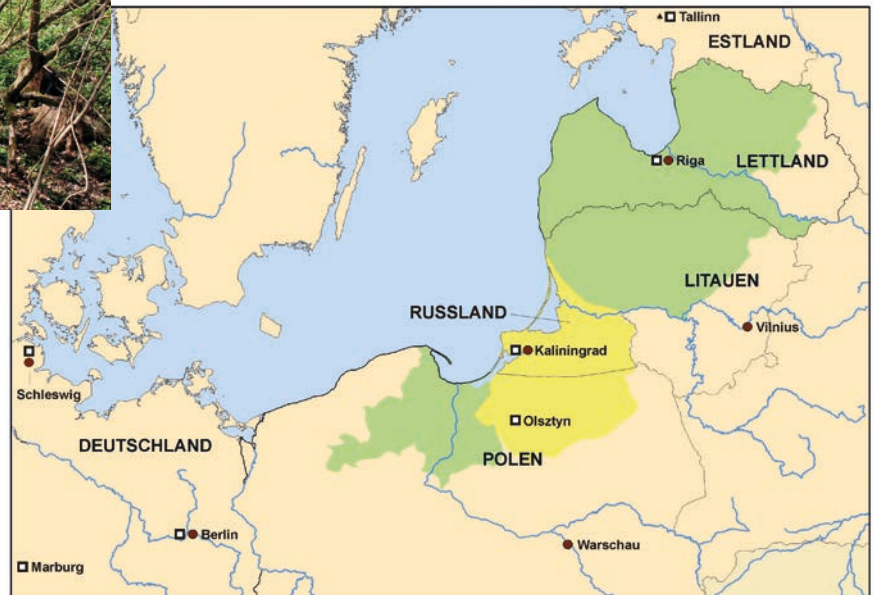 Tallinn
ESTLAND
Riga
LETTLAND
LITAUEN
RUSSLAND
Vilnius
Kaliningrad
Schleswig
Olsztyn
DEUTSCHLAND
POLEN
Berlin
Warschau
Marburg